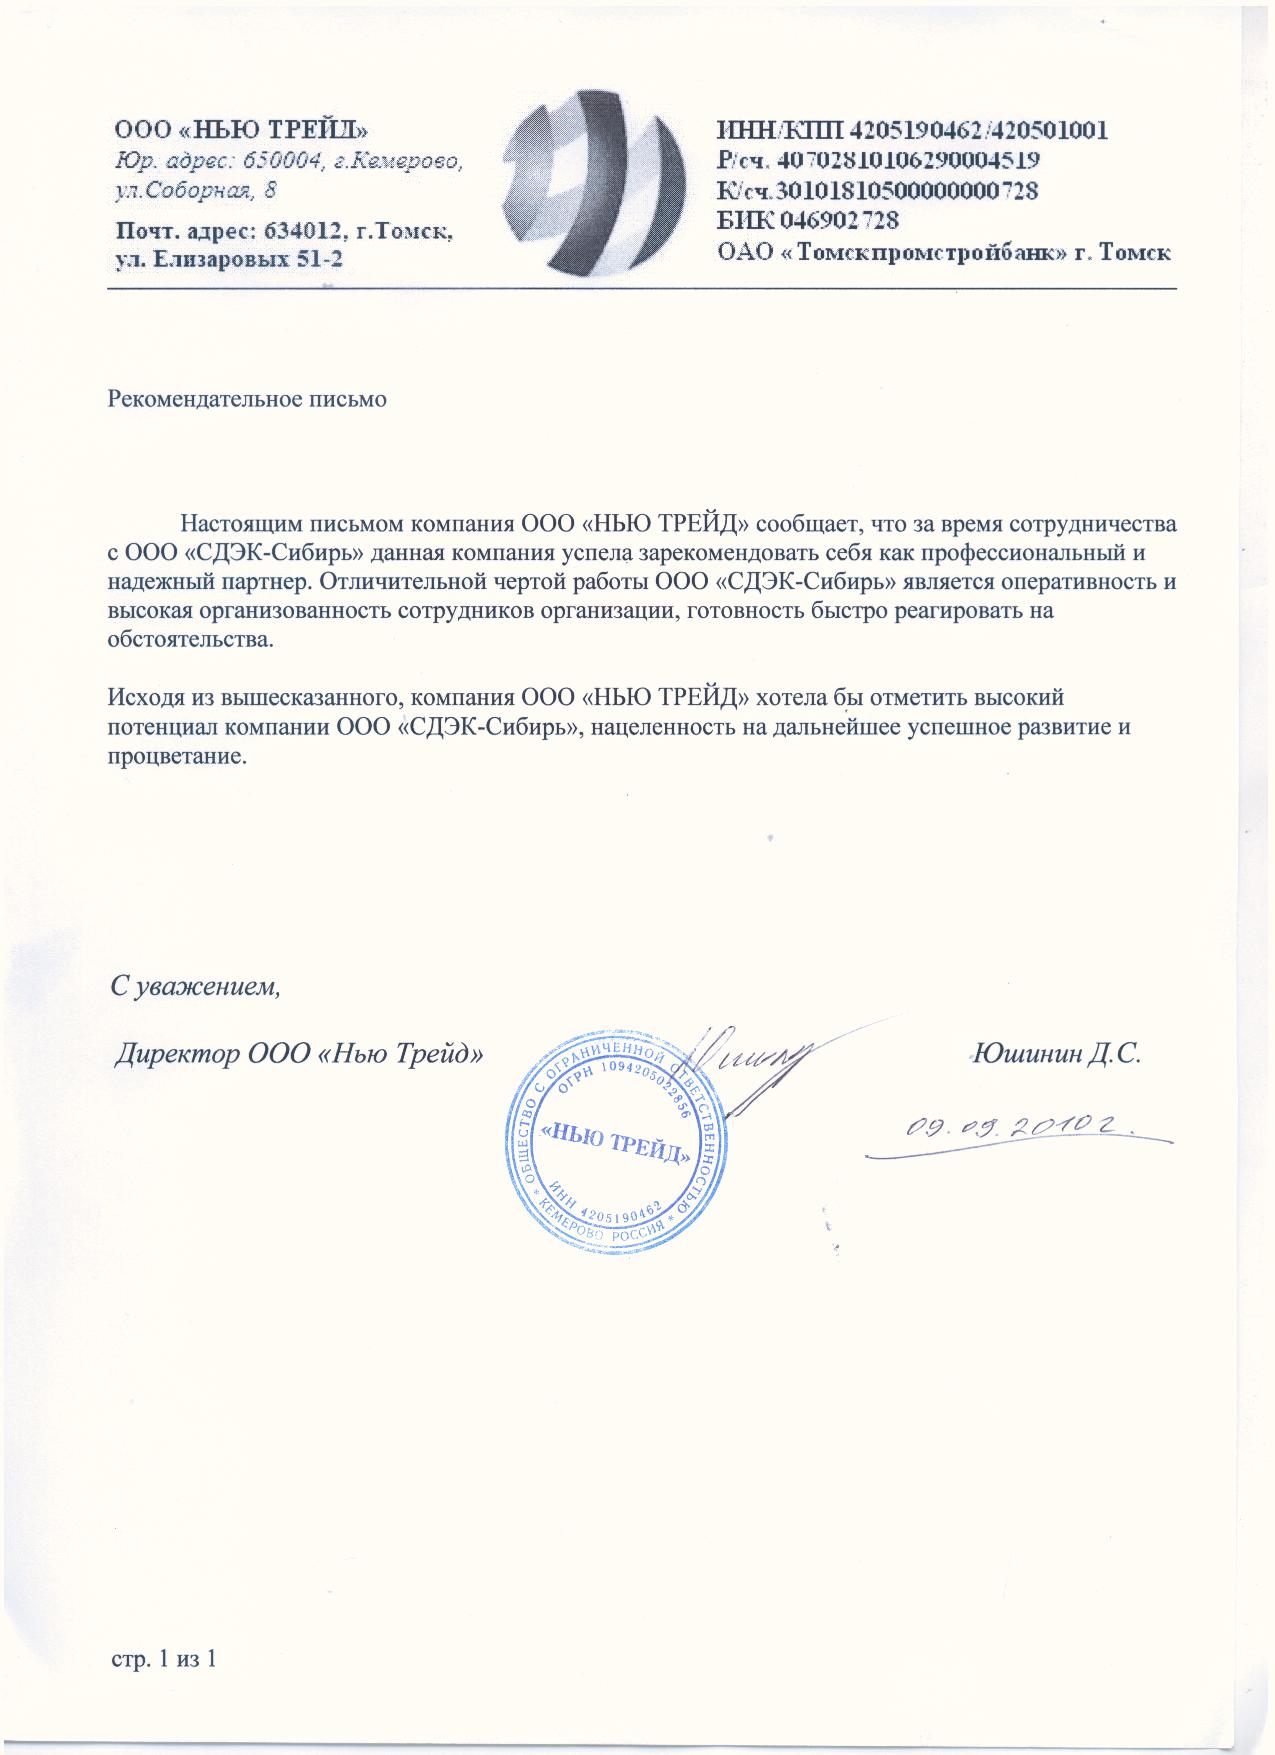 ООО «НЬЮ ТРЕЙД»
Юр. адрес: 650004, г.Кемерово,
ул.Соборная, 8
Почт. адрес: 634012, г.Томск,
ул. Елизаровых 51-2
ИНН/КПП 4205190462/420501001
Р/сч. 40702810106290004519
К/сч.30101810500000000728
БИК 046902728
ОАО «Томскпромстройбанк» г. Томск
Рекомендательное письмо
Настоящим письмом компания ООО «НЬЮ ТРЕЙД» сообщает, что за время сотрудничества
с ООО «СДЭК-Сибирь» данная компания успела зарекомендовать себя как профессиональный и
надежный партнер. Отличительной чертой работы ООО «СДЭК-Сибирь» является оперативность и
высокая организованность сотрудников организации, готовность быстро реагировать на
обстоятельства.
Исходя из вышесказанного, компания ООО «НЬЮ ТРЕЙД» хотела бы отметить высокий
потенциал компании ООО «СДЭК-Сибирь», нацеленность на дальнейшее успешное развитие и
процветание.
С уважением,
Директор ООО «Нью Трейд»
Юшинин Д.С.
ОБЩЕСТВО С ОГРАНИЧЕННОЙ ОТВЕТСТВЕННОСТЬЮ
ОГРН 1094205022856
«НЬЮ ТРЕЙД»
ИНН 4205190462
* КЕМЕРОВО РОССИЯ *
09.09.2010г.
стр. 1 из 1